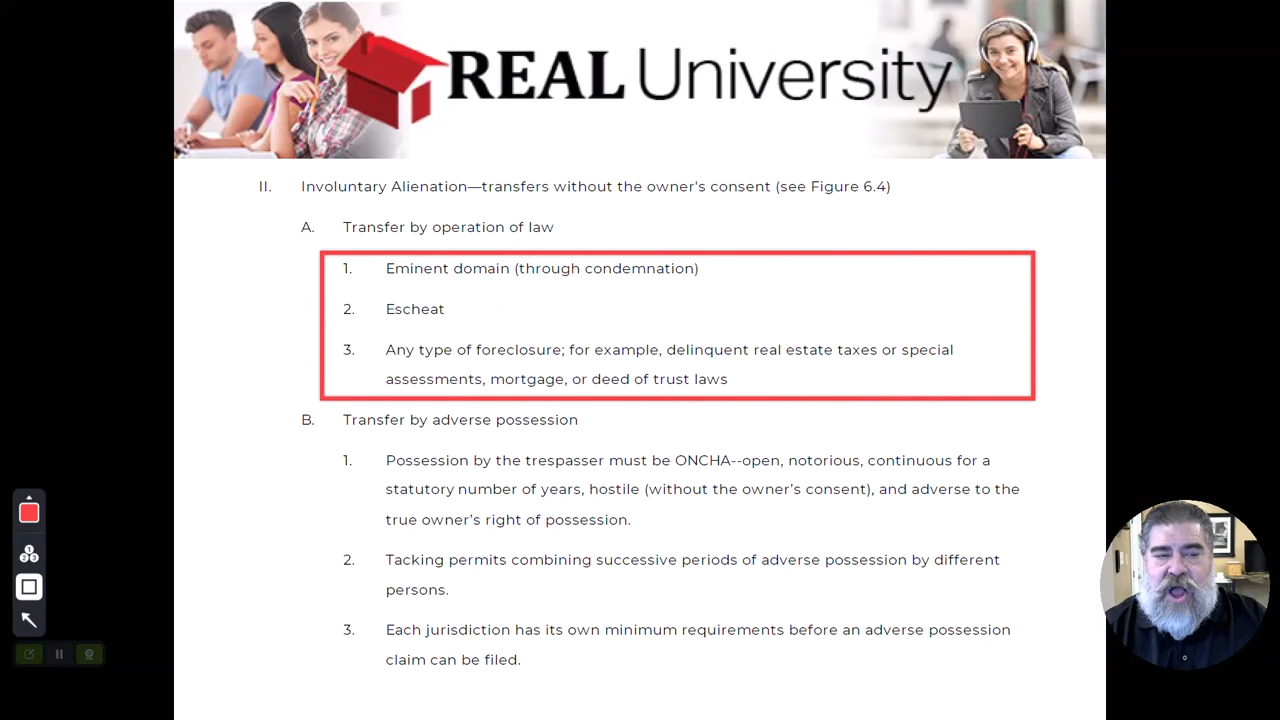 REAL University
II. Involuntary Alienation—transfers without the owner's consent (see Figure 6.4)
A. Transfer by operation of law
1. Eminent domain (through condemnation)
2. Escheat
3. Any type of foreclosure; for example, delinquent real estate taxes or special
assessments, mortgage, or deed of trust laws
B. Transfer by adverse possession
1. Possession by the trespasser must be ONCHA--open, notorious, continuous for a
statutory number of years, hostile (without the owner’s consent), and adverse to the
true owner’s right of possession.
2. Tacking permits combining successive periods of adverse possession by different
persons.
3. Each jurisdiction has its own minimum requirements before an adverse possession
claim can be filed.